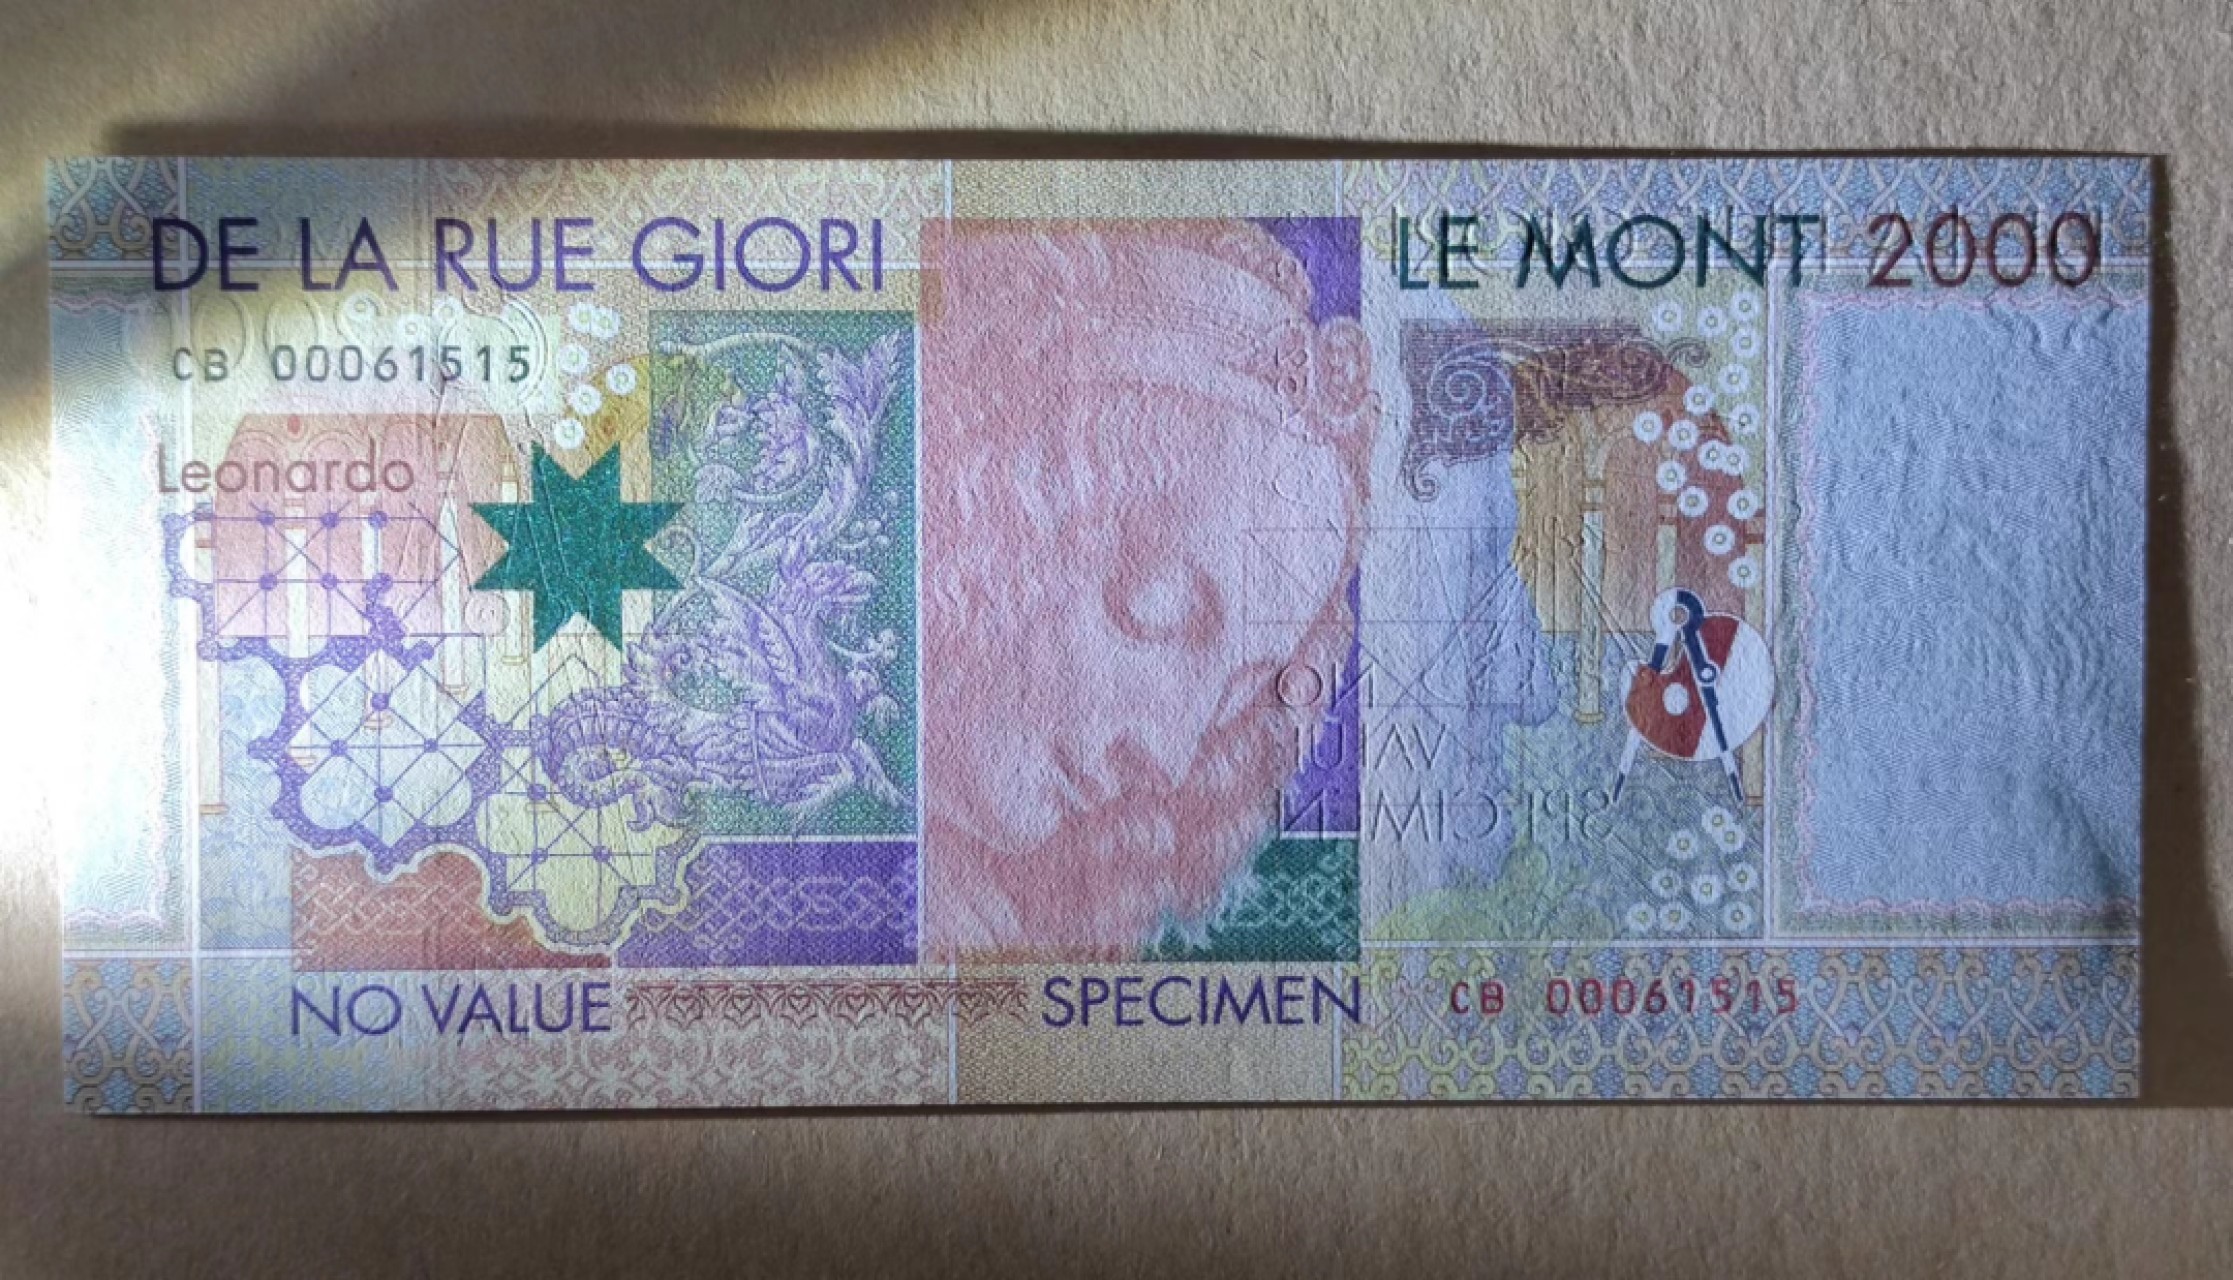 DE LA RUE GIORI
LE MONT 2000
CB 00061515
Leonardo
NO VALUE
SPECIMEN
CB 00061515